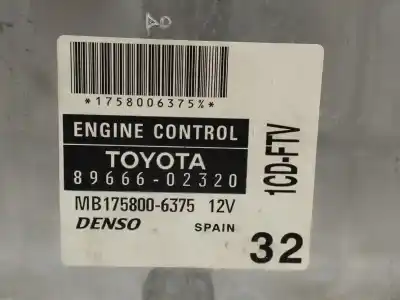 *1758006375%*
ENGINE CONTROL
TOYOTA
89666-02320
MB175800-6375 12V
DENSO SPAIN
32
1CD-FTV